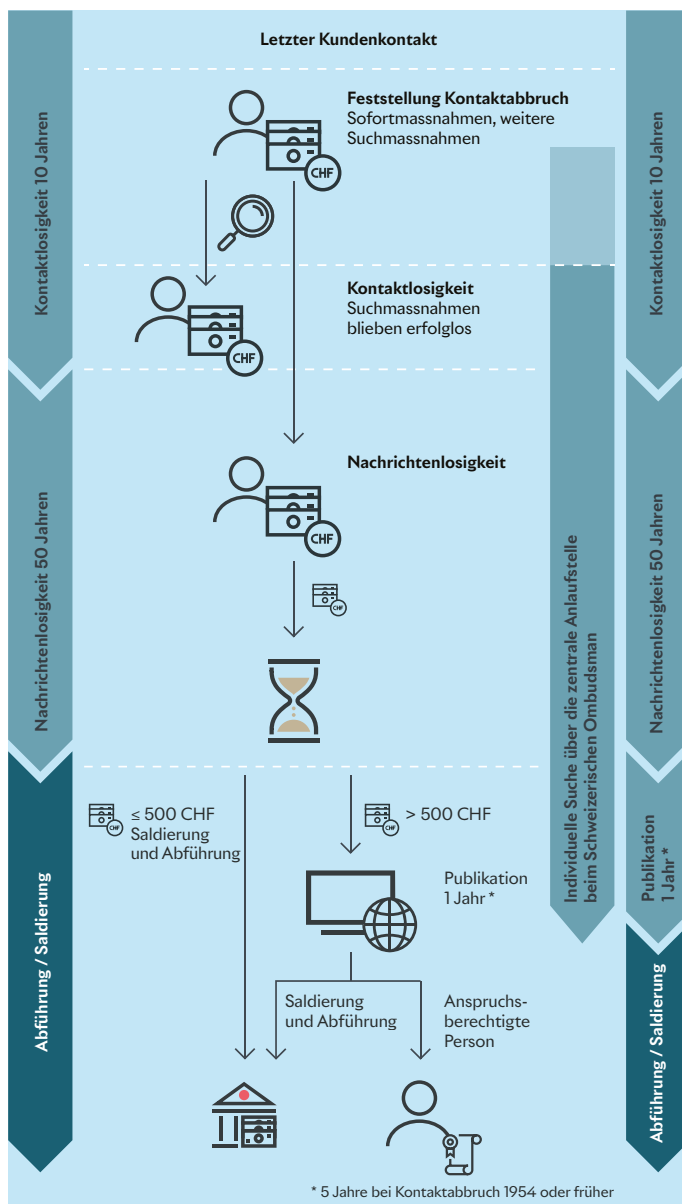 Letzter Kundenkontakt
Kontaktlosigkeit 10 Jahren
Kontaktlosigkeit 10 Jahren
Feststellung Kontaktabbruch
Sofortmassnahmen, weitere
Suchmassnahmen
CHF
Kontaktlosigkeit
Suchmassnahmen
blieben erfolglos
CHF
Nachrichtenlosigkeit 50 Jahren
Nachrichtenlosigkeit
CHF
CHF
Individuelle Suche über die zentrale Anlaufstelle
beim Schweizerischen Ombudsman
Nachrichtenlosigkeit 50 Jahren
Abführung / Saldierung
CHF
≤ 500 CHF
Saldierung
und Abführung
CHF
> 500 CHF
Publikation
1 Jahr *
Publikation
1 Jahr *
Saldierung
und Abführung
Anspruchs-
berechtigte
Person
Abführung / Saldierung
* 5 Jahre bei Kontaktabbruch 1954 oder früher